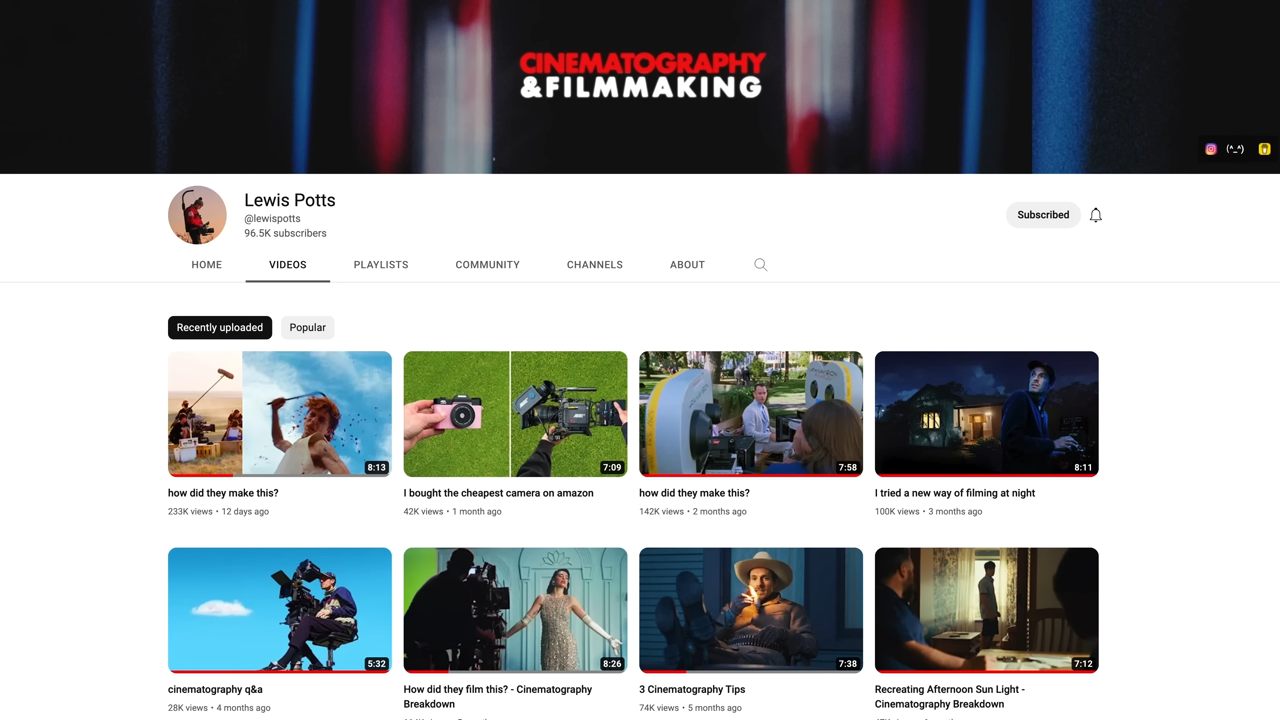 CINEMATOGRAPHY
&FILMMAKING
(^_^)
Lewis Potts
@lewispotts
96.5K subscribers
Subscribed
HOME VIDEOS PLAYLISTS COMMUNITY CHANNELS ABOUT
Recently uploaded Popular
8:13 7:09 7:58 8:11
how did they make this? I bought the cheapest camera on amazon how did they make this? I tried a new way of filming at night
233K views • 12 days ago 42K views • 1 month ago 142K views • 2 months ago 100K views • 3 months ago
5:32 8:26 7:38 7:12
cinematography q&a How did they film this? - Cinematography 3 Cinematography Tips Recreating Afternoon Sun Light -
Breakdown Cinematography Breakdown
28K views • 4 months ago 74K views • 5 months ago